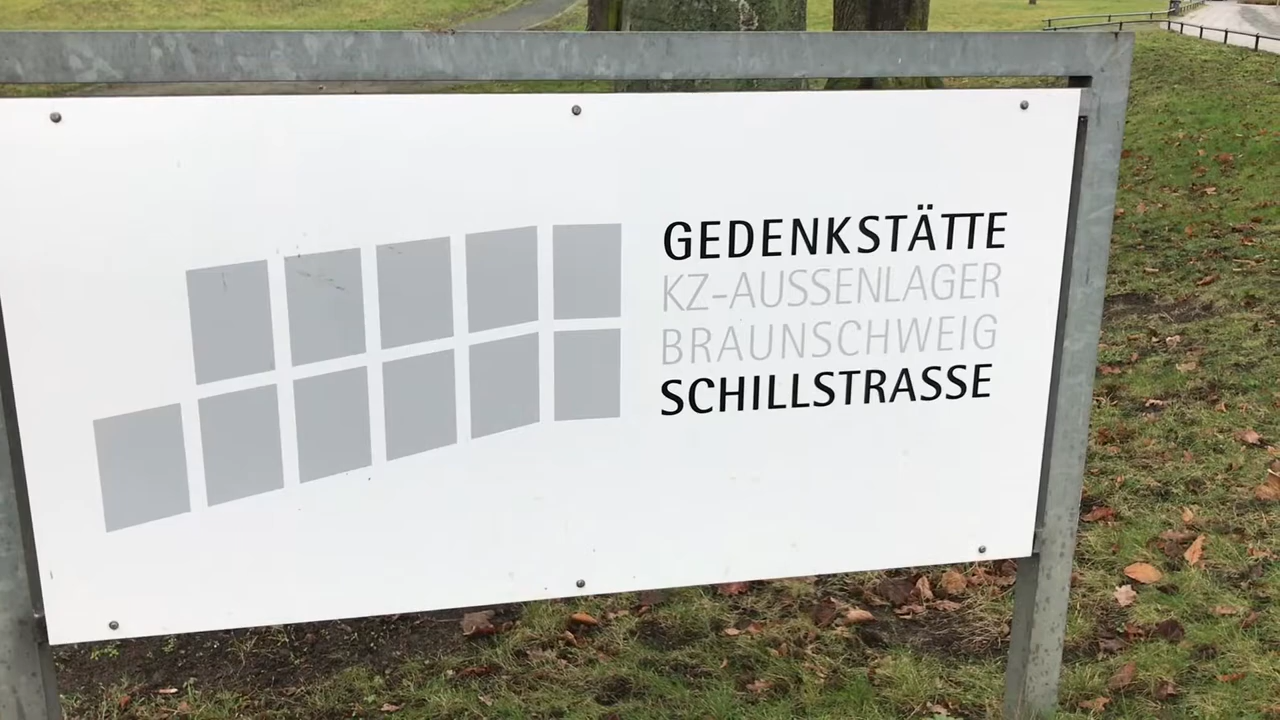 GEDENKSTÄTTE
KZ-AUSSENLAGER
BRAUNSCHWEIG
SCHILLSTRASSE